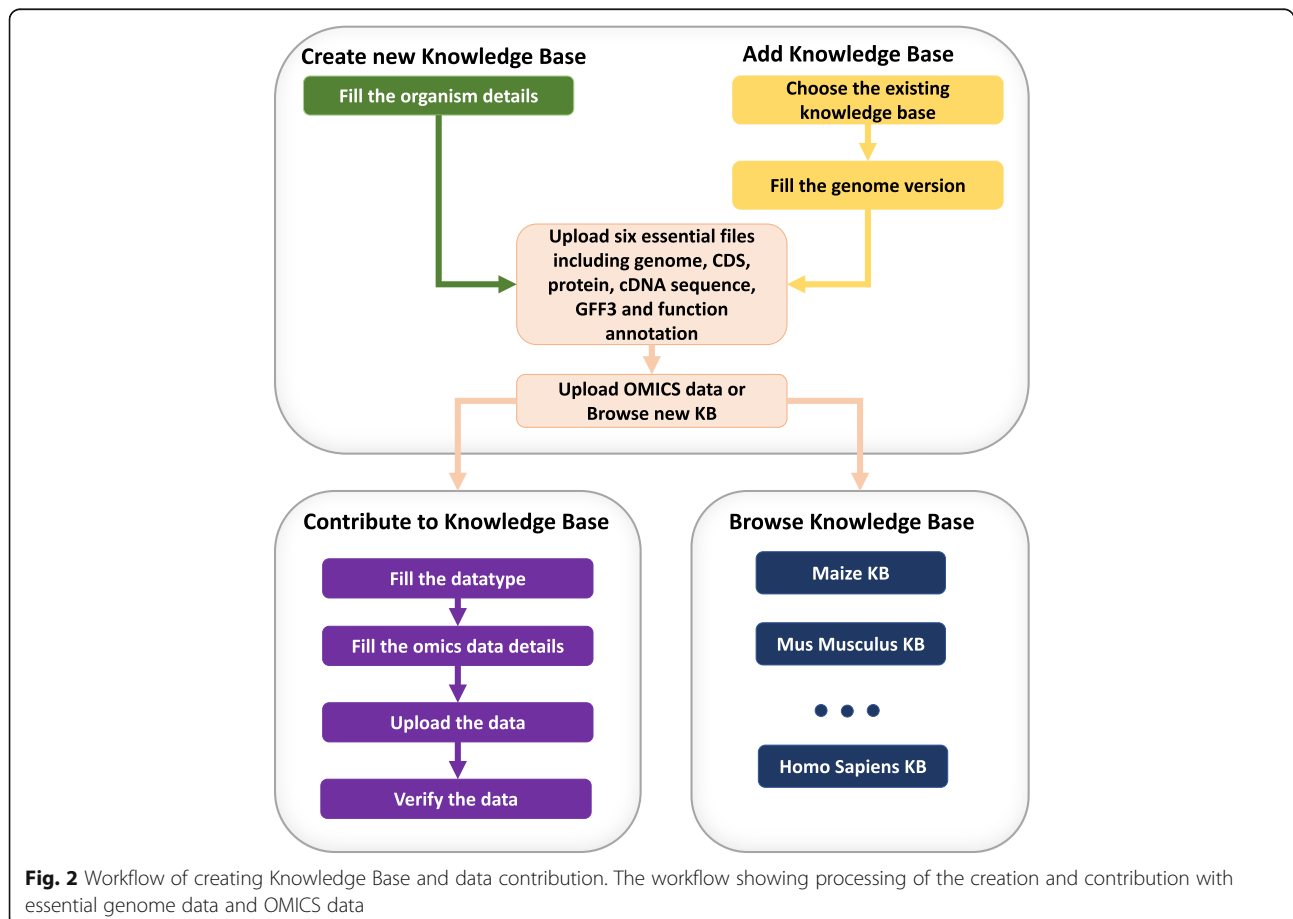 Create new Knowledge Base
Fill the organism details
Add Knowledge Base
Choose the existing
knowledge base
Fill the genome version
Upload six essential files
including genome, CDS,
protein, cDNA sequence,
GFF3 and function
annotation
Upload OMICS data or
Browse new KB
Contribute to Knowledge Base
Fill the datatype
Fill the omics data details
Upload the data
Verify the data
Browse Knowledge Base
Maize KB
Mus Musculus KB
Homo Sapiens KB
Fig. 2 Workflow of creating Knowledge Base and data contribution. The workflow showing processing of the creation and contribution with
essential genome data and OMICS data